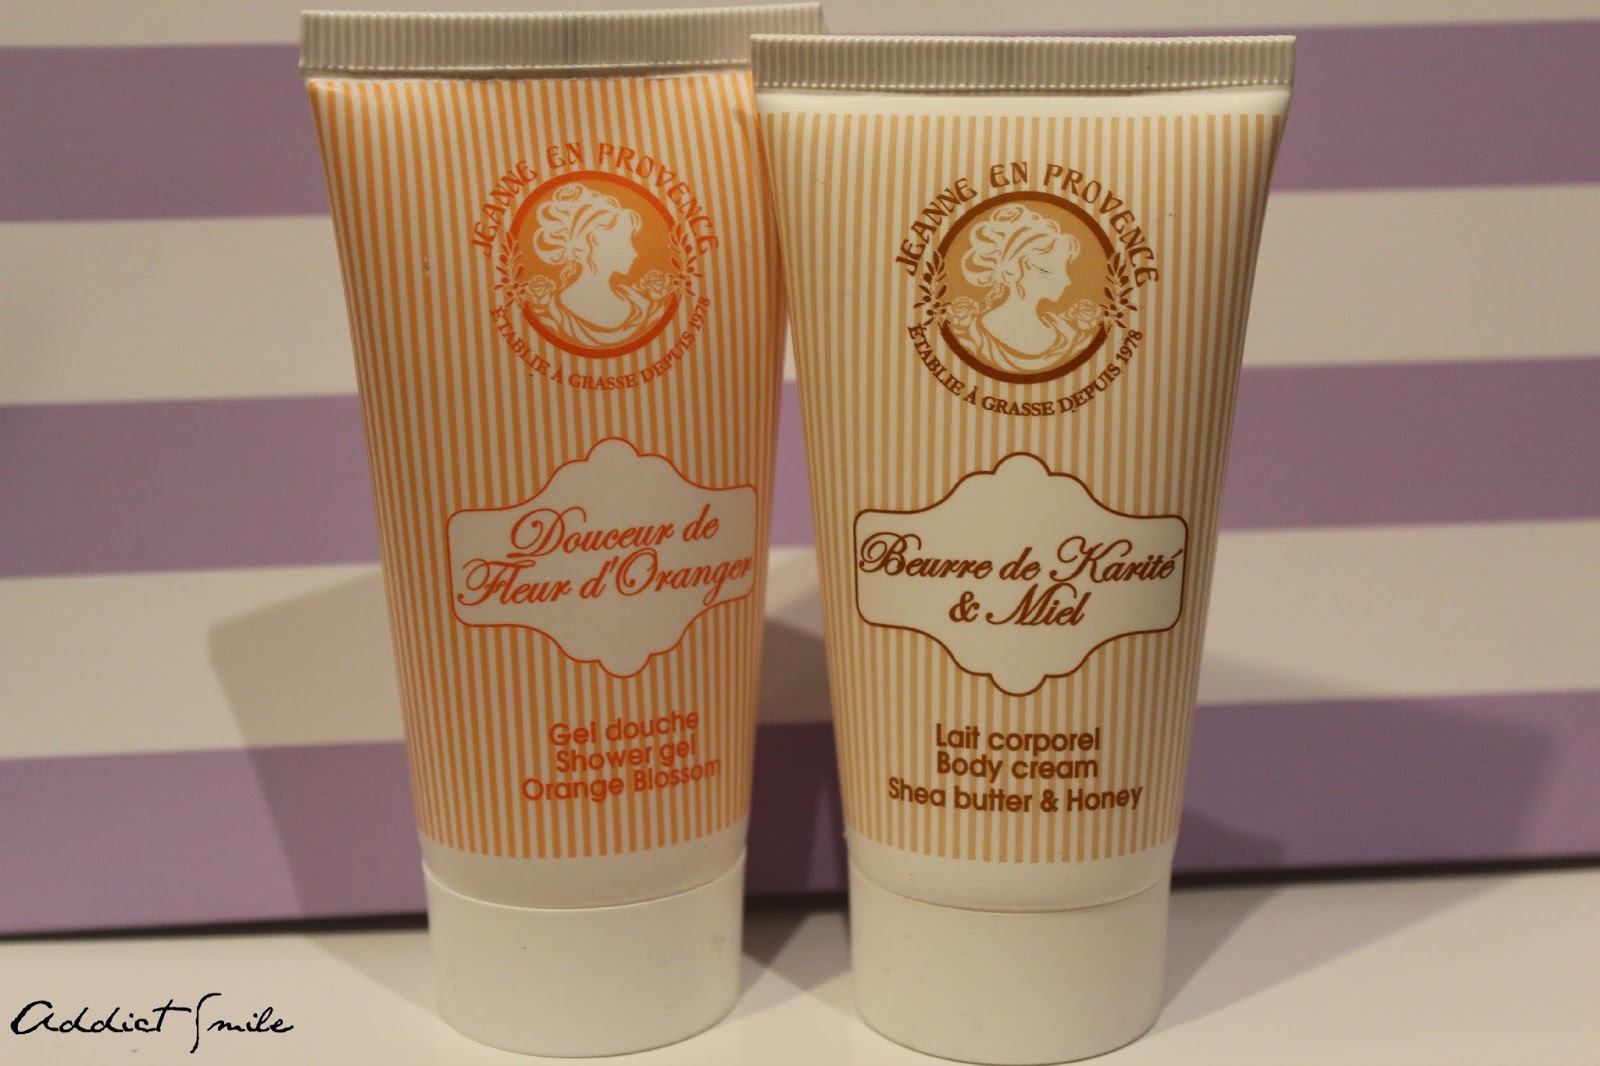 JEANNE EN PROVENCE
ÉTABLIE À GRASSE DEPUIS 1978
Douceur de
Fleur d'Oranger
Gel douche
Shower gel
Orange Blossom
JEANNE EN PROVENCE
ÉTABLIE À GRASSE DEPUIS 1978
Beurre de Karité
& Miel
Lait corporel
Body cream
Shea butter & Honey
Addict Smile